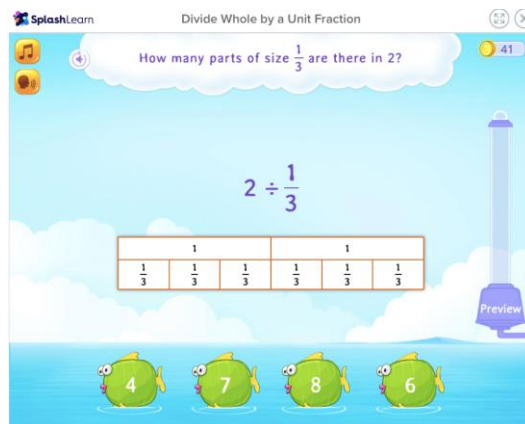 SplashLearn
Divide Whole by a Unit Fraction
41
How many parts of size 1/3 are there in 2?
2 ÷ 1/3
1 1
1/3 1/3 1/3 1/3 1/3 1/3
Preview
4 7 8 6